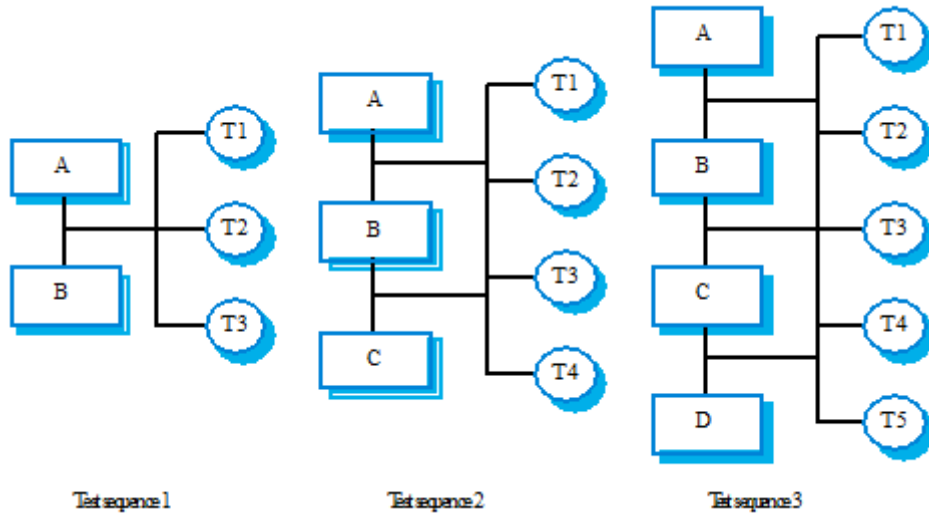 A
B
T1
T2
T3
Test sequence 1
A
B
C
T1
T2
T3
T4
Test sequence 2
A
B
C
D
T1
T2
T3
T4
T5
Test sequence 3